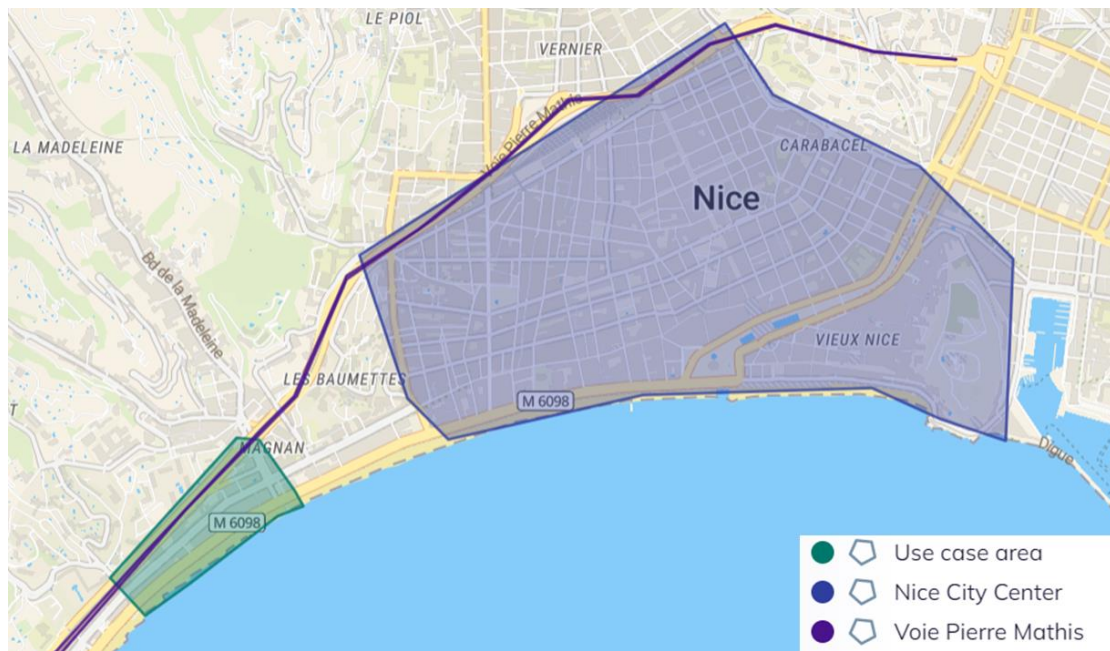 LE PIOL
VERNIER
Voie Pierre Mathis
LA MADELEINE
CARABACEL
Nice
Bd de la Madeleine
VIEUX NICE
LES BAUMETTES
M 6098
T
MAGNAN
Digue
M 6098
Use case area
Nice City Center
Voie Pierre Mathis